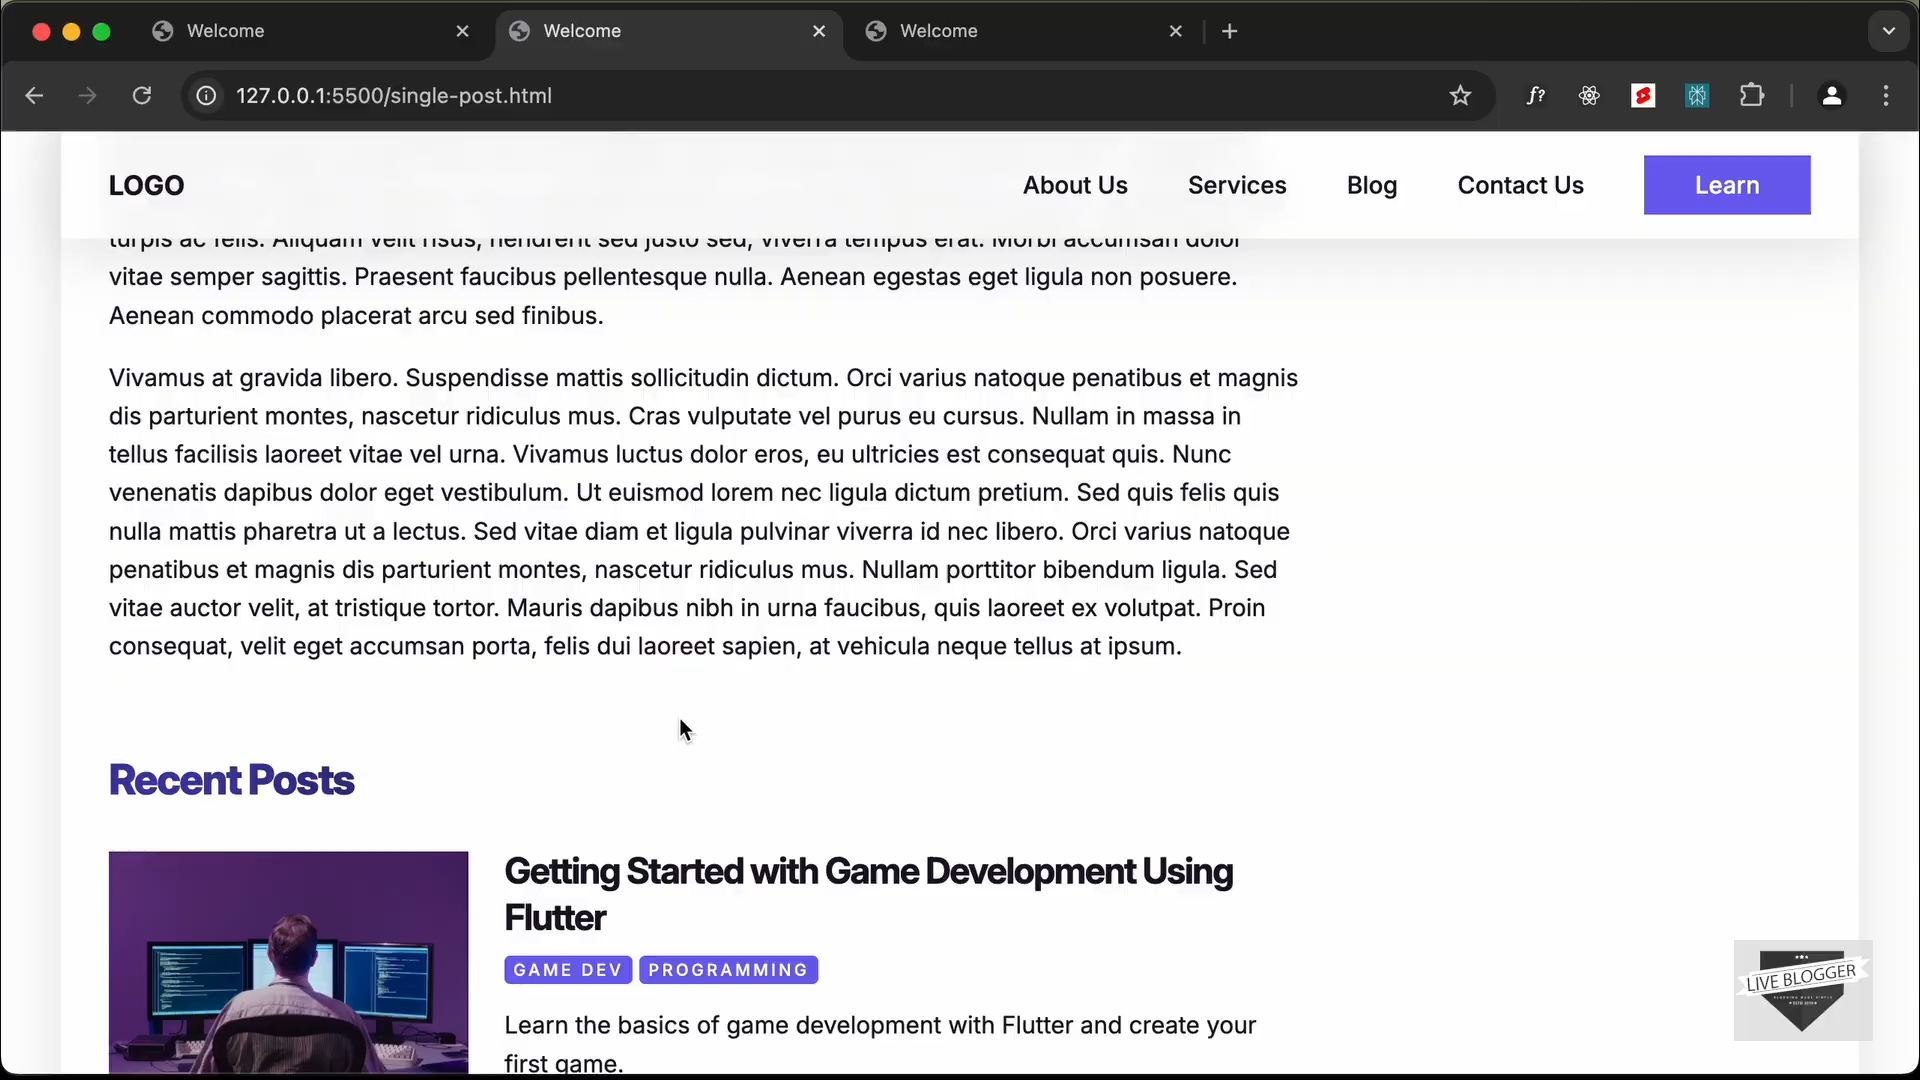 Welcome
Welcome
Welcome
127.0.0.1:5500/single-post.html
f?
LOGO
About Us
Services
Blog
Contact Us
Learn
turpis ac felis. Aliquam velit risus, hendrerit sed justo sed, viverra tempus erat. Morbi accumsan dolor
vitae semper sagittis. Praesent faucibus pellentesque nulla. Aenean egestas eget ligula non posuere.
Aenean commodo placerat arcu sed finibus.
Vivamus at gravida libero. Suspendisse mattis sollicitudin dictum. Orci varius natoque penatibus et magnis
dis parturient montes, nascetur ridiculus mus. Cras vulputate vel purus eu cursus. Nullam in massa in
tellus facilisis laoreet vitae vel urna. Vivamus luctus dolor eros, eu ultricies est consequat quis. Nunc
venenatis dapibus dolor eget vestibulum. Ut euismod lorem nec ligula dictum pretium. Sed quis felis quis
nulla mattis pharetra ut a lectus. Sed vitae diam et ligula pulvinar viverra id nec libero. Orci varius natoque
penatibus et magnis dis parturient montes, nascetur ridiculus mus. Nullam porttitor bibendum ligula. Sed
vitae auctor velit, at tristique tortor. Mauris dapibus nibh in urna faucibus, quis laoreet ex volutpat. Proin
consequat, velit eget accumsan porta, felis dui laoreet sapien, at vehicula neque tellus at ipsum.
Recent Posts
Getting Started with Game Development Using
Flutter
GAME DEV
PROGRAMMING
Learn the basics of game development with Flutter and create your
first game.
LIVE BLOGGER